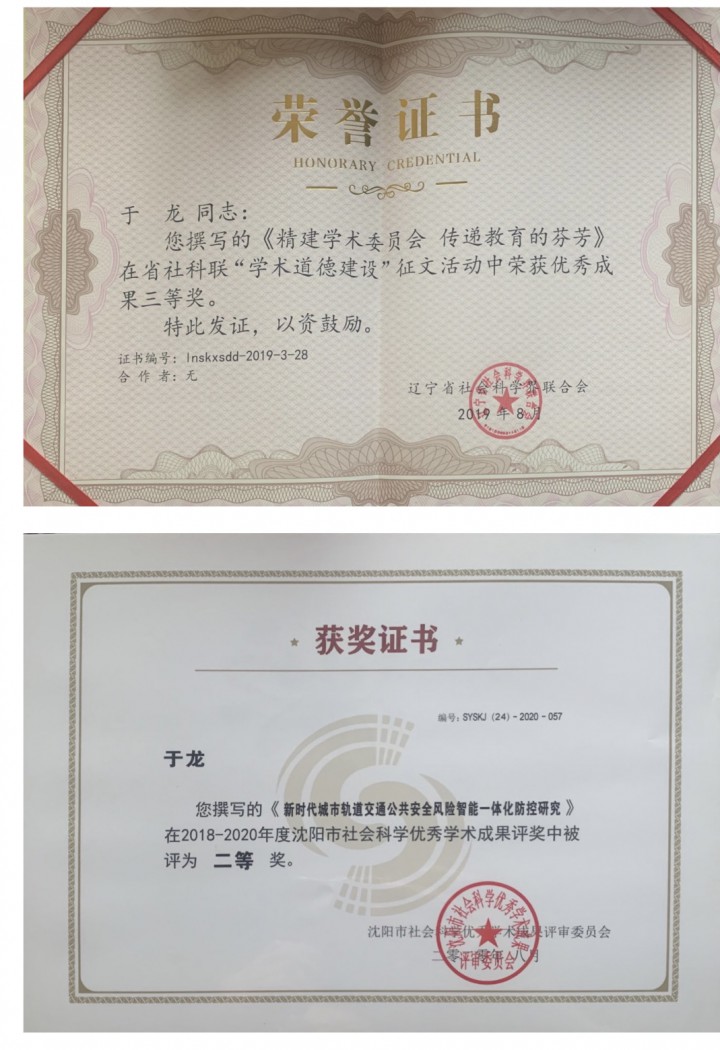 荣誉证书
HONORARY CREDENTIAL
于 龙 同志：
您撰写的《精建学术委员会 传递教育的芬芳》
在省社科联“学术道德建设”征文活动中荣获优秀成
果三等奖。
特此发证，以资鼓励。
证书编号：lnskxsdd-2019-3-28
合 作 者：无
辽宁省社会科学界联合会
2019 年 8 月
获奖证书
编号：SYSKJ（24）-2020-057
于龙
您撰写的《 新时代城市轨道交通公共安全风险智能一体化防控研究 》
在2018-2020年度沈阳市社会科学优秀学术成果评奖中被
评为 二等 奖。
沈阳市社会科学优秀学术成果评审委员会
二零二零年八月